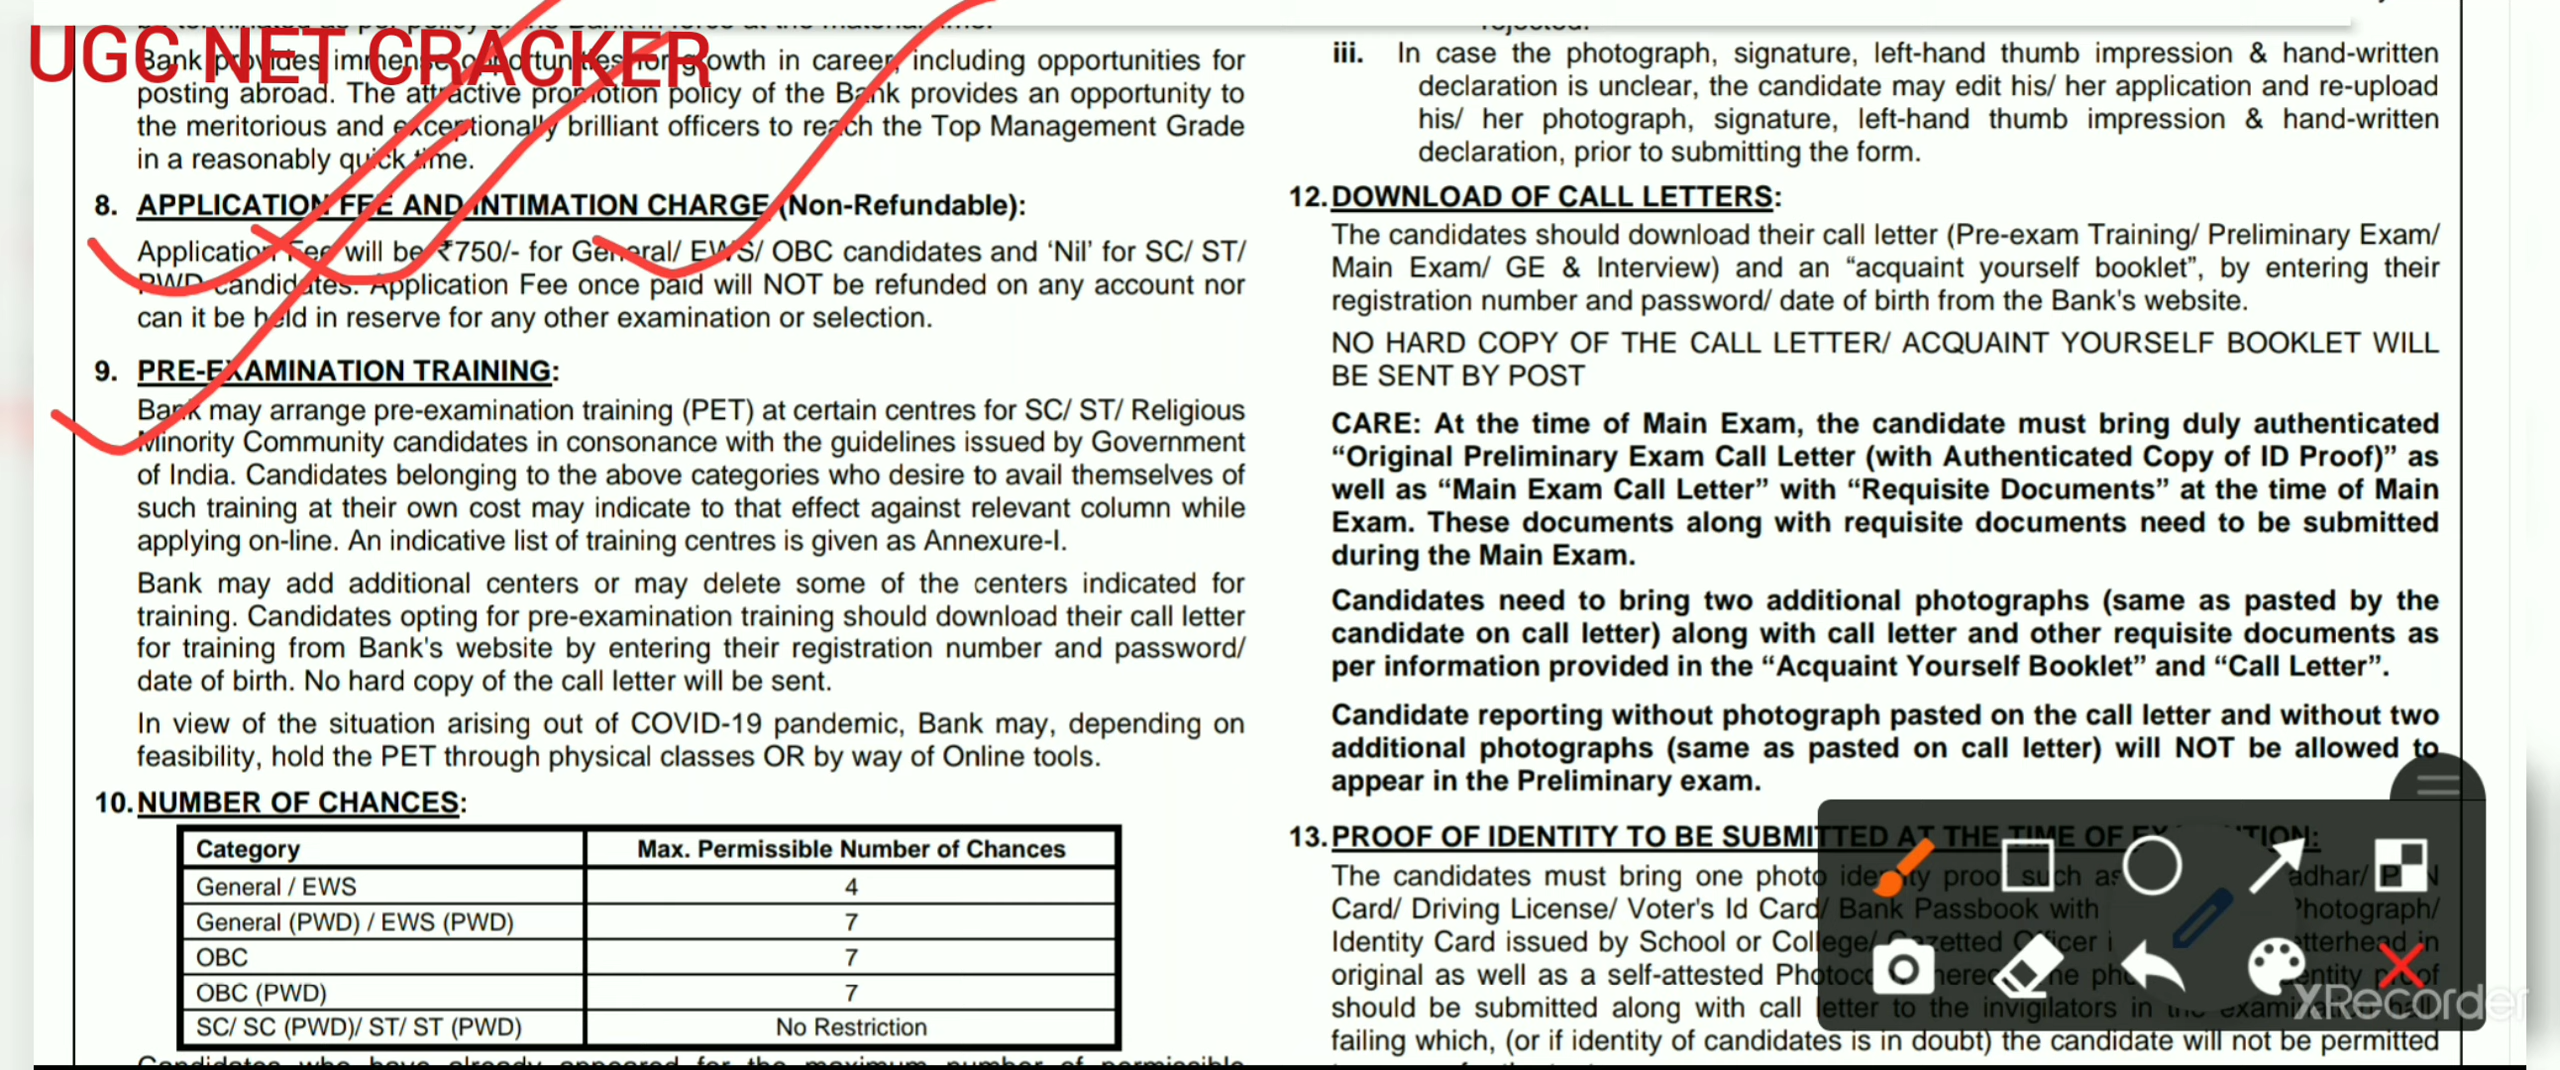 UGC NET CRACKER
Bank provides immense opportunities for growth in career, including opportunities for
posting abroad. The attractive promotion policy of the Bank provides an opportunity to
the meritorious and exceptionally brilliant officers to reach the Top Management Grade
in a reasonably quick time.
8. APPLICATION FEE AND INTIMATION CHARGE (Non-Refundable):
Application Fee will be ₹750/- for General/ EWS/ OBC candidates and ‘Nil’ for SC/ ST/
PWD candidates. Application Fee once paid will NOT be refunded on any account nor
can it be held in reserve for any other examination or selection.
9. PRE-EXAMINATION TRAINING:
Bank may arrange pre-examination training (PET) at certain centres for SC/ ST/ Religious
Minority Community candidates in consonance with the guidelines issued by Government
of India. Candidates belonging to the above categories who desire to avail themselves of
such training at their own cost may indicate to that effect against relevant column while
applying on-line. An indicative list of training centres is given as Annexure-I.
Bank may add additional centers or may delete some of the centers indicated for
training. Candidates opting for pre-examination training should download their call letter
for training from Bank's website by entering their registration number and password/
date of birth. No hard copy of the call letter will be sent.
In view of the situation arising out of COVID-19 pandemic, Bank may, depending on
feasibility, hold the PET through physical classes OR by way of Online tools.
10. NUMBER OF CHANCES:
Category Max. Permissible Number of Chances
General / EWS 4
General (PWD) / EWS (PWD) 7
OBC 7
OBC (PWD) 7
SC/ SC (PWD)/ ST/ ST (PWD) No Restriction
Candidates who have already appeared for the maximum number of permissible
iii. In case the photograph, signature, left-hand thumb impression & hand-written
declaration is unclear, the candidate may edit his/ her application and re-upload
his/ her photograph, signature, left-hand thumb impression & hand-written
declaration, prior to submitting the form.
12. DOWNLOAD OF CALL LETTERS:
The candidates should download their call letter (Pre-exam Training/ Preliminary Exam/
Main Exam/ GE & Interview) and an “acquaint yourself booklet”, by entering their
registration number and password/ date of birth from the Bank's website.
NO HARD COPY OF THE CALL LETTER/ ACQUAINT YOURSELF BOOKLET WILL
BE SENT BY POST
CARE: At the time of Main Exam, the candidate must bring duly authenticated
“Original Preliminary Exam Call Letter (with Authenticated Copy of ID Proof)” as
well as “Main Exam Call Letter” with “Requisite Documents” at the time of Main
Exam. These documents along with requisite documents need to be submitted
during the Main Exam.
Candidates need to bring two additional photographs (same as pasted by the
candidate on call letter) along with call letter and other requisite documents as
per information provided in the “Acquaint Yourself Booklet” and “Call Letter”.
Candidate reporting without photograph pasted on the call letter and without two
additional photographs (same as pasted on call letter) will NOT be allowed to
appear in the Preliminary exam.
13. PROOF OF IDENTITY TO BE SUBMITTED AT THE TIME OF
The candidates must bring one photo identity proof such as
Card/ Driving License/ Voter's Id Card/ Bank Passbook with Photograph/
Identity Card issued by School or College/ Gazetted Officer in
original as well as a self-attested
should be submitted along with call letter to the invigilators in
failing which, (or if identity of candidates is in doubt) the candidate will not be permitted
XRecorder